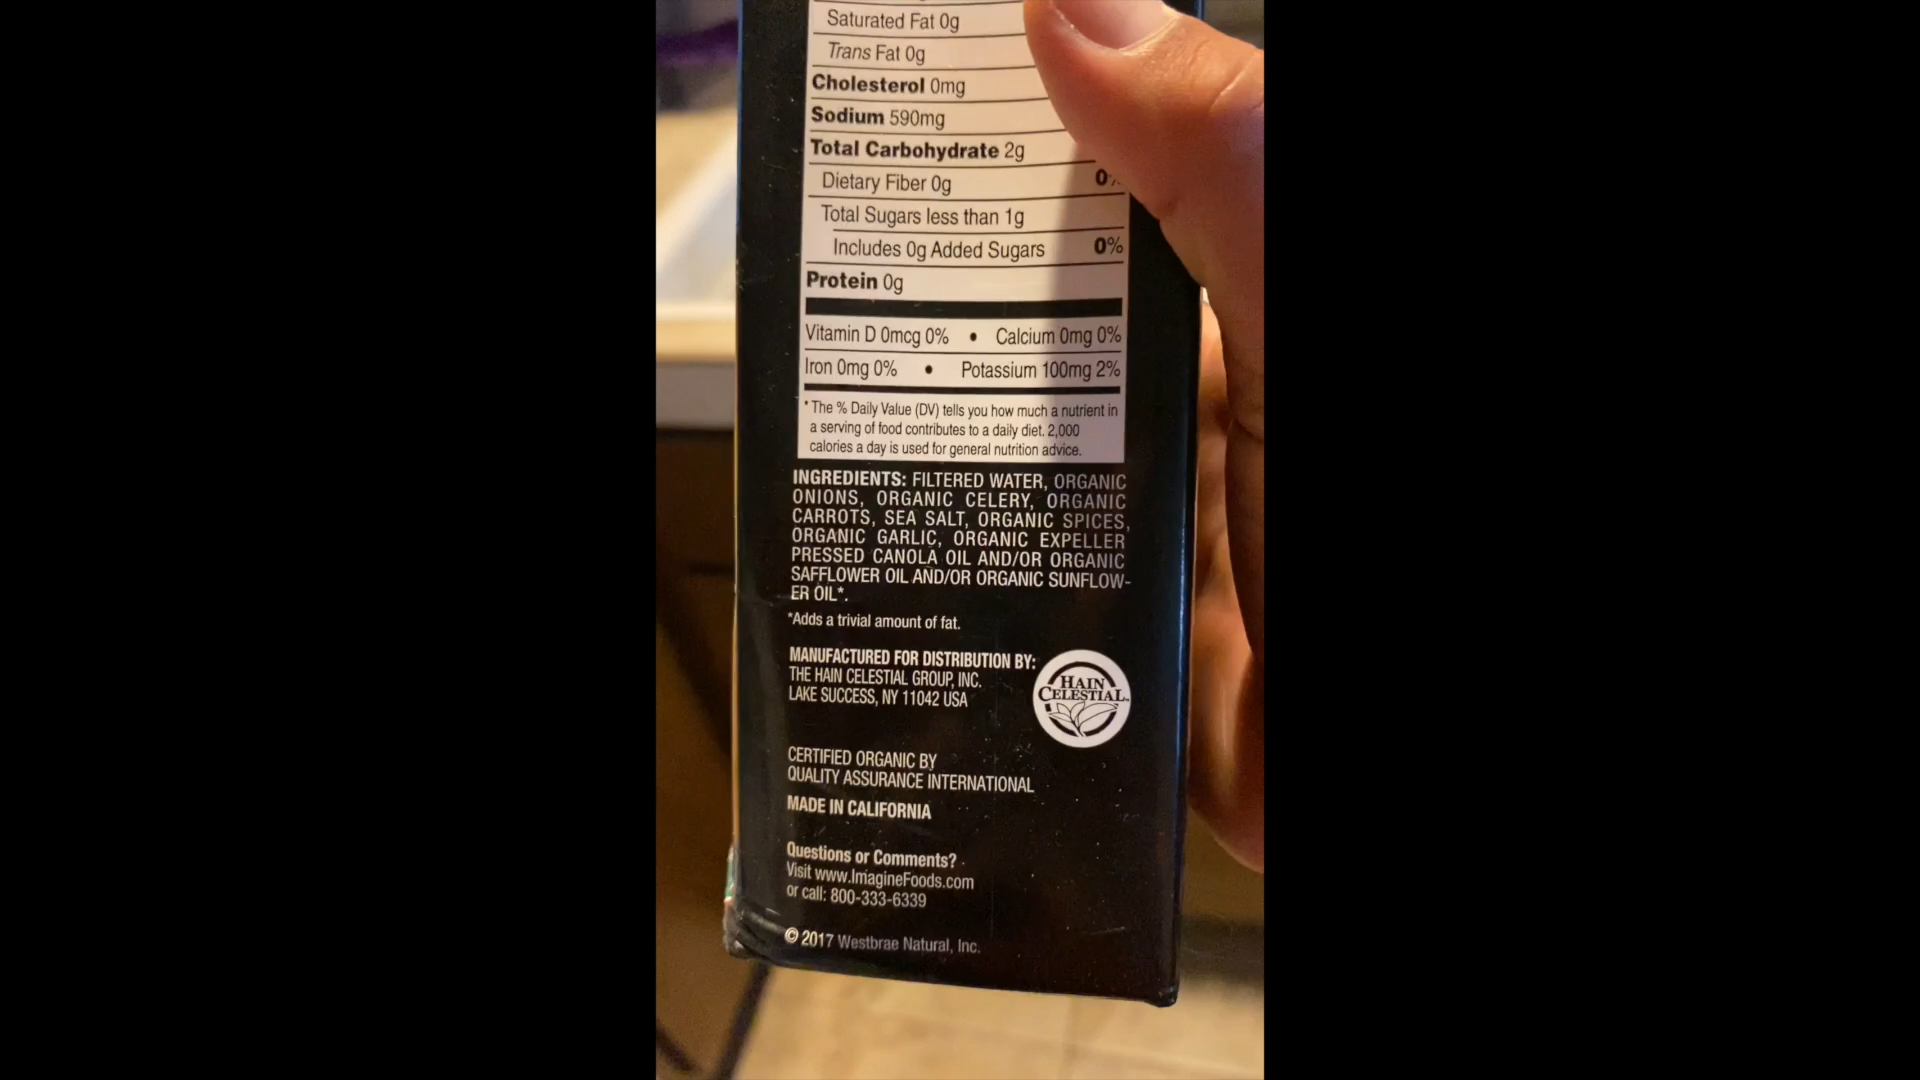 Saturated Fat 0g
Trans Fat 0g
Cholesterol 0mg
Sodium 590mg
Total Carbohydrate 2g
Dietary Fiber 0g 0%
Total Sugars less than 1g
Includes 0g Added Sugars 0%
Protein 0g
Vitamin D 0mcg 0% • Calcium 0mg 0%
Iron 0mg 0% • Potassium 100mg 2%
* The % Daily Value (DV) tells you how much a nutrient in
a serving of food contributes to a daily diet. 2,000
calories a day is used for general nutrition advice.
INGREDIENTS: FILTERED WATER, ORGANIC
ONIONS, ORGANIC CELERY, ORGANIC
CARROTS, SEA SALT, ORGANIC SPICES,
ORGANIC GARLIC, ORGANIC EXPELLER
PRESSED CANOLA OIL AND/OR ORGANIC
SAFFLOWER OIL AND/OR ORGANIC SUNFLOW-
ER OIL*.
*Adds a trivial amount of fat.
MANUFACTURED FOR DISTRIBUTION BY:
THE HAIN CELESTIAL GROUP, INC.
LAKE SUCCESS, NY 11042 USA
HAIN
CELESTIAL
CERTIFIED ORGANIC BY
QUALITY ASSURANCE INTERNATIONAL
MADE IN CALIFORNIA
Questions or Comments?
Visit www.ImagineFoods.com
or call: 800-333-6339
© 2017 Westbrae Natural, Inc.